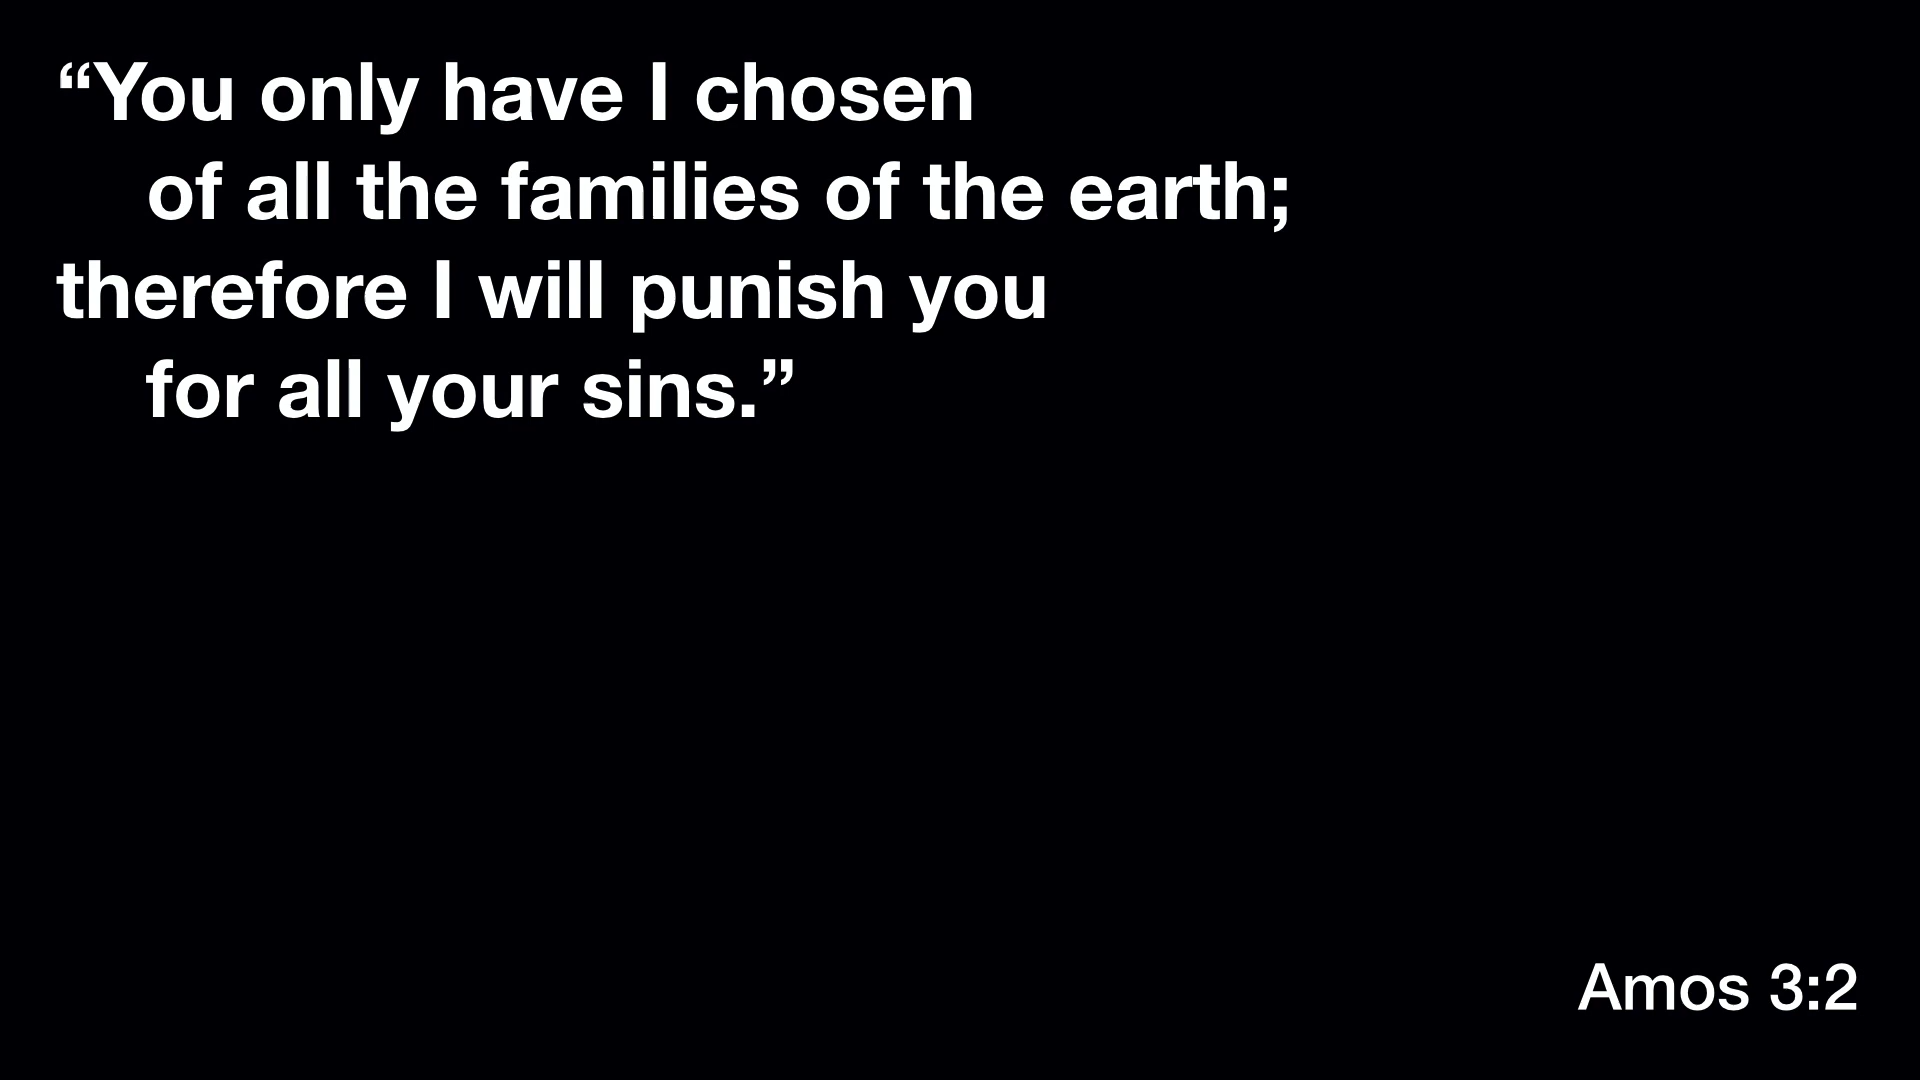 “You only have I chosen
of all the families of the earth;
therefore I will punish you
for all your sins.”
Amos 3:2